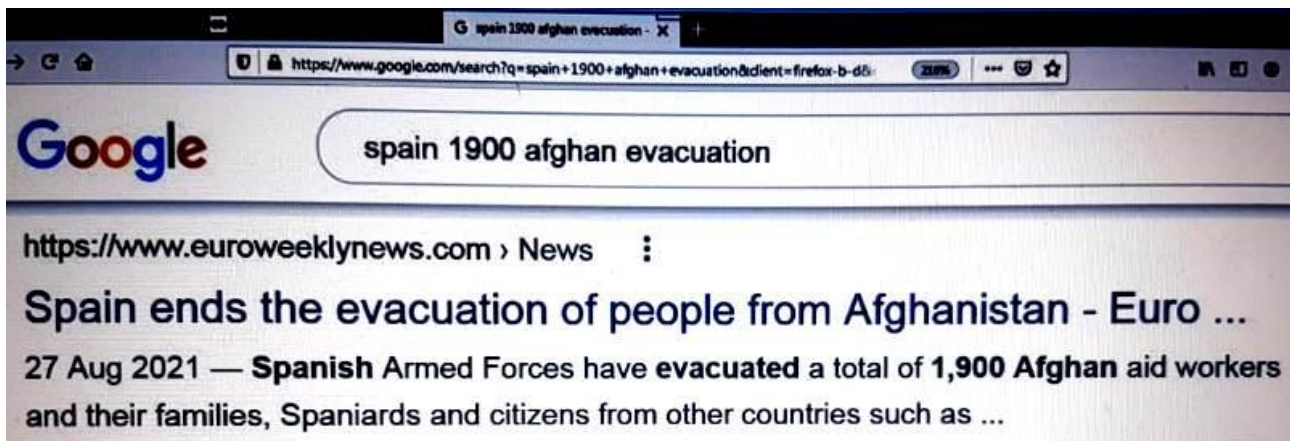 G spain 1900 afghan evacuation -
https://www.google.com/search?q=spain+1900+afghan+evacuation&client=firefox-b-d&
210% ...
Google spain 1900 afghan evacuation
https://www.euroweeklynews.com › News
Spain ends the evacuation of people from Afghanistan - Euro ...
27 Aug 2021 — Spanish Armed Forces have evacuated a total of 1,900 Afghan aid workers
and their families, Spaniards and citizens from other countries such as ...